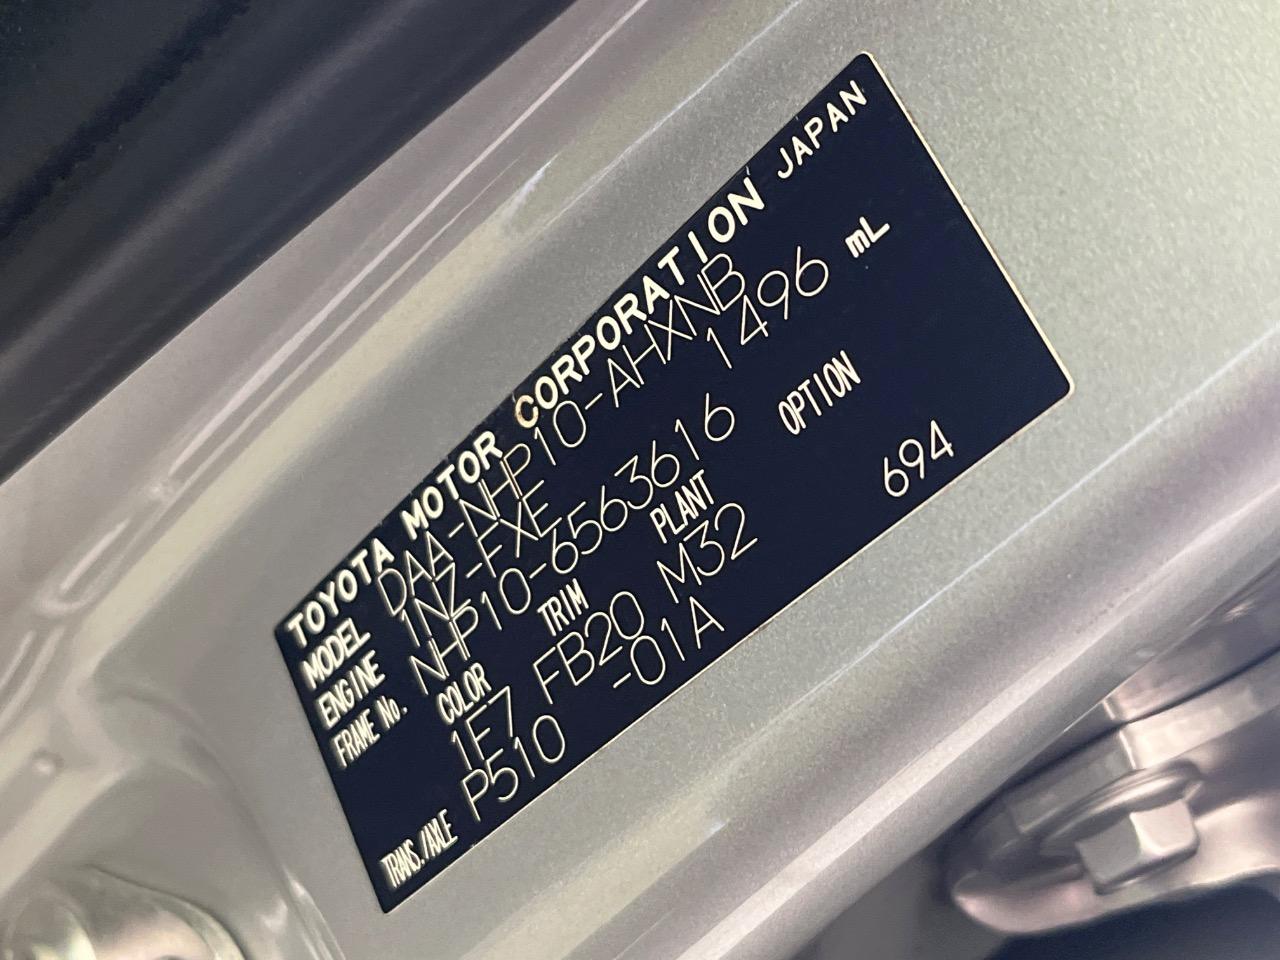 TOYOTA MOTOR CORPORATION JAPAN
MODEL DAA-NHP10-AHXNB
ENGINE 1NZ-FXE 1496 mL
FRAME No. NHP10-6563616
COLOR TRIM PLANT OPTION
1E7 FB20 M32 694
TRANS./AXLE P510 -01A